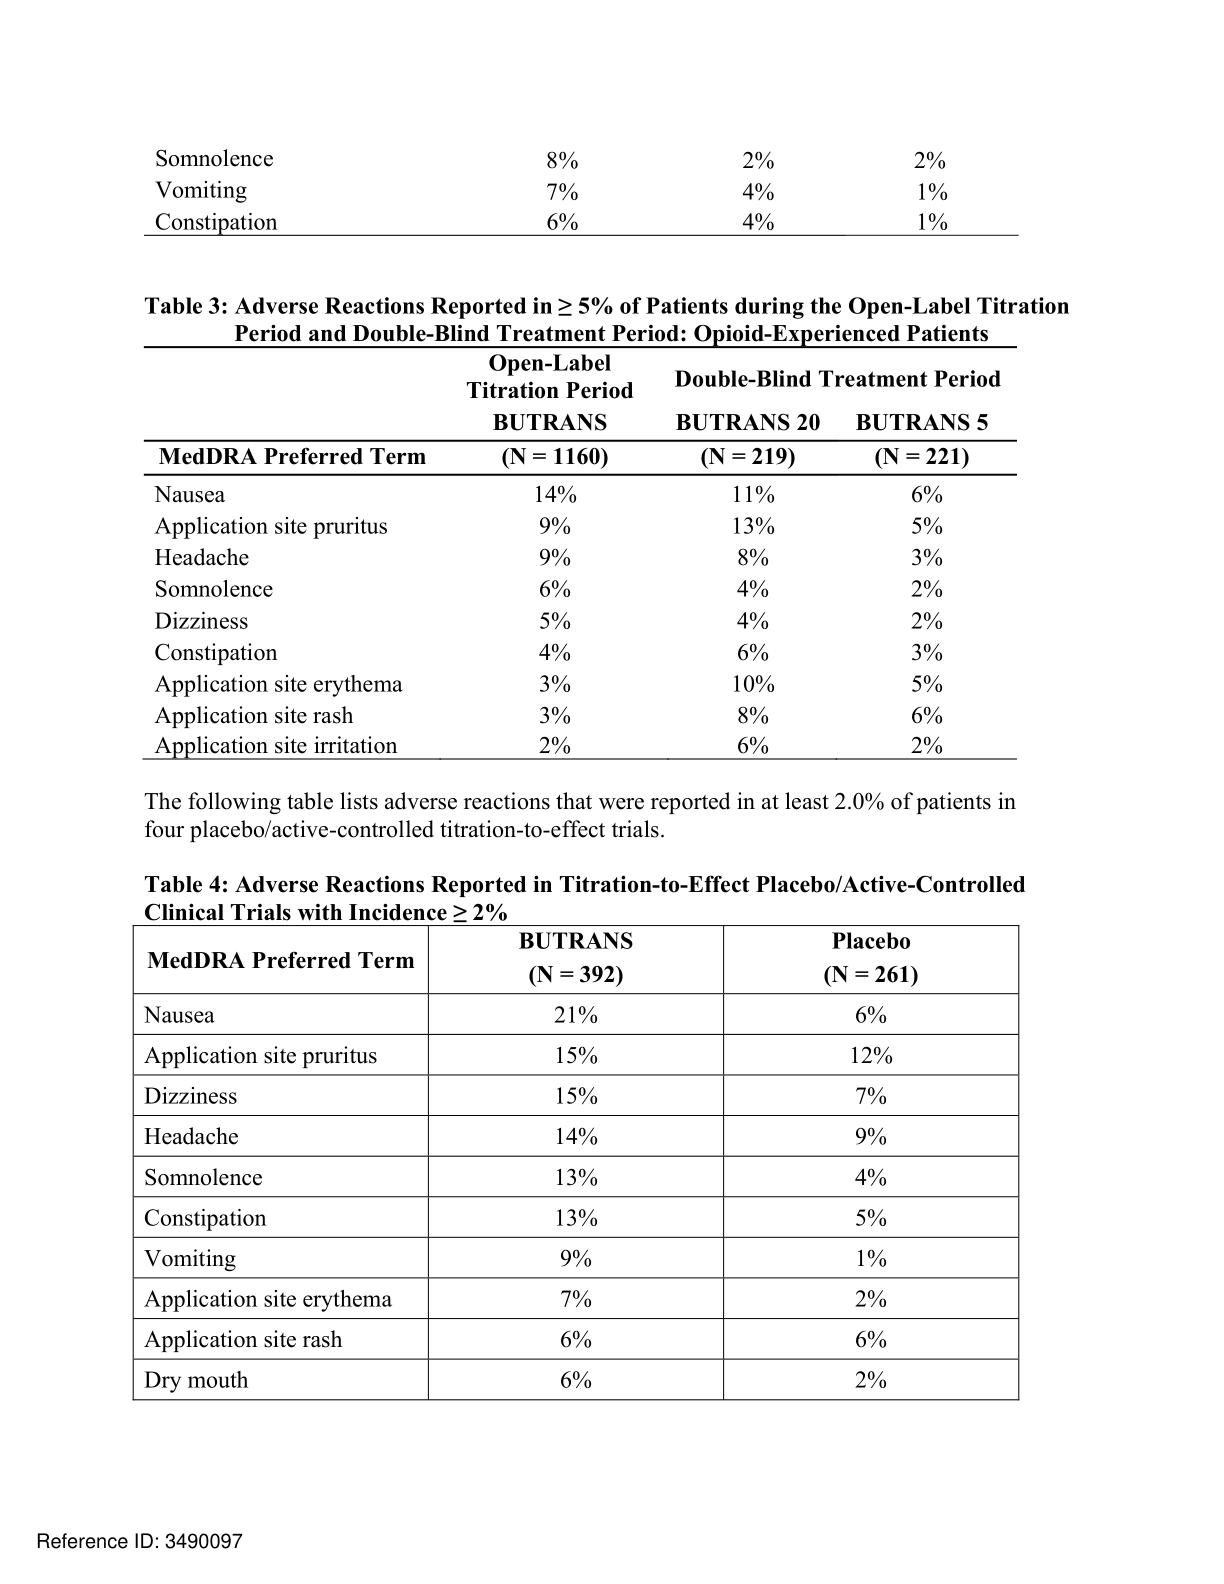 Somnolence 8% 2% 2%
Vomiting 7% 4% 1%
Constipation 6% 4% 1%
Table 3: Adverse Reactions Reported in ≥ 5% of Patients during the Open-Label Titration
Period and Double-Blind Treatment Period: Opioid-Experienced Patients
Open-Label
Titration Period Double-Blind Treatment Period
BUTRANS BUTRANS 20 BUTRANS 5
MedDRA Preferred Term (N = 1160) (N = 219) (N = 221)
Nausea 14% 11% 6%
Application site pruritus 9% 13% 5%
Headache 9% 8% 3%
Somnolence 6% 4% 2%
Dizziness 5% 4% 2%
Constipation 4% 6% 3%
Application site erythema 3% 10% 5%
Application site rash 3% 8% 6%
Application site irritation 2% 6% 2%
The following table lists adverse reactions that were reported in at least 2.0% of patients in
four placebo/active-controlled titration-to-effect trials.
Table 4: Adverse Reactions Reported in Titration-to-Effect Placebo/Active-Controlled
Clinical Trials with Incidence ≥ 2%
MedDRA Preferred Term BUTRANS Placebo
(N = 392) (N = 261)
Nausea 21% 6%
Application site pruritus 15% 12%
Dizziness 15% 7%
Headache 14% 9%
Somnolence 13% 4%
Constipation 13% 5%
Vomiting 9% 1%
Application site erythema 7% 2%
Application site rash 6% 6%
Dry mouth 6% 2%
Reference ID: 3490097